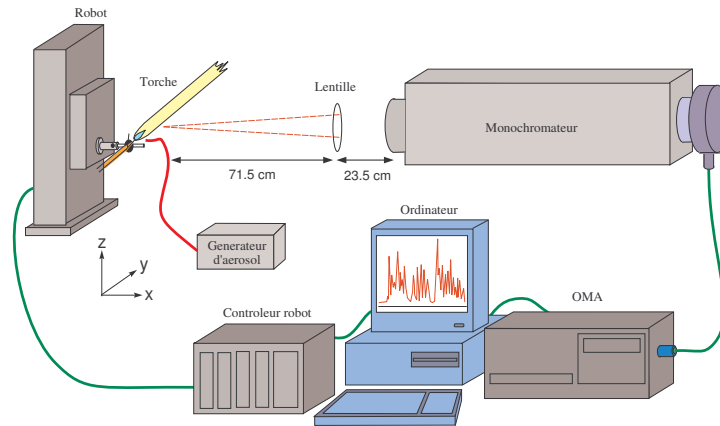 Robot
Torche
Lentille
Monochromateur
71.5 cm
23.5 cm
Ordinateur
Generateur
d'aerosol
z
y
x
Controleur robot
OMA